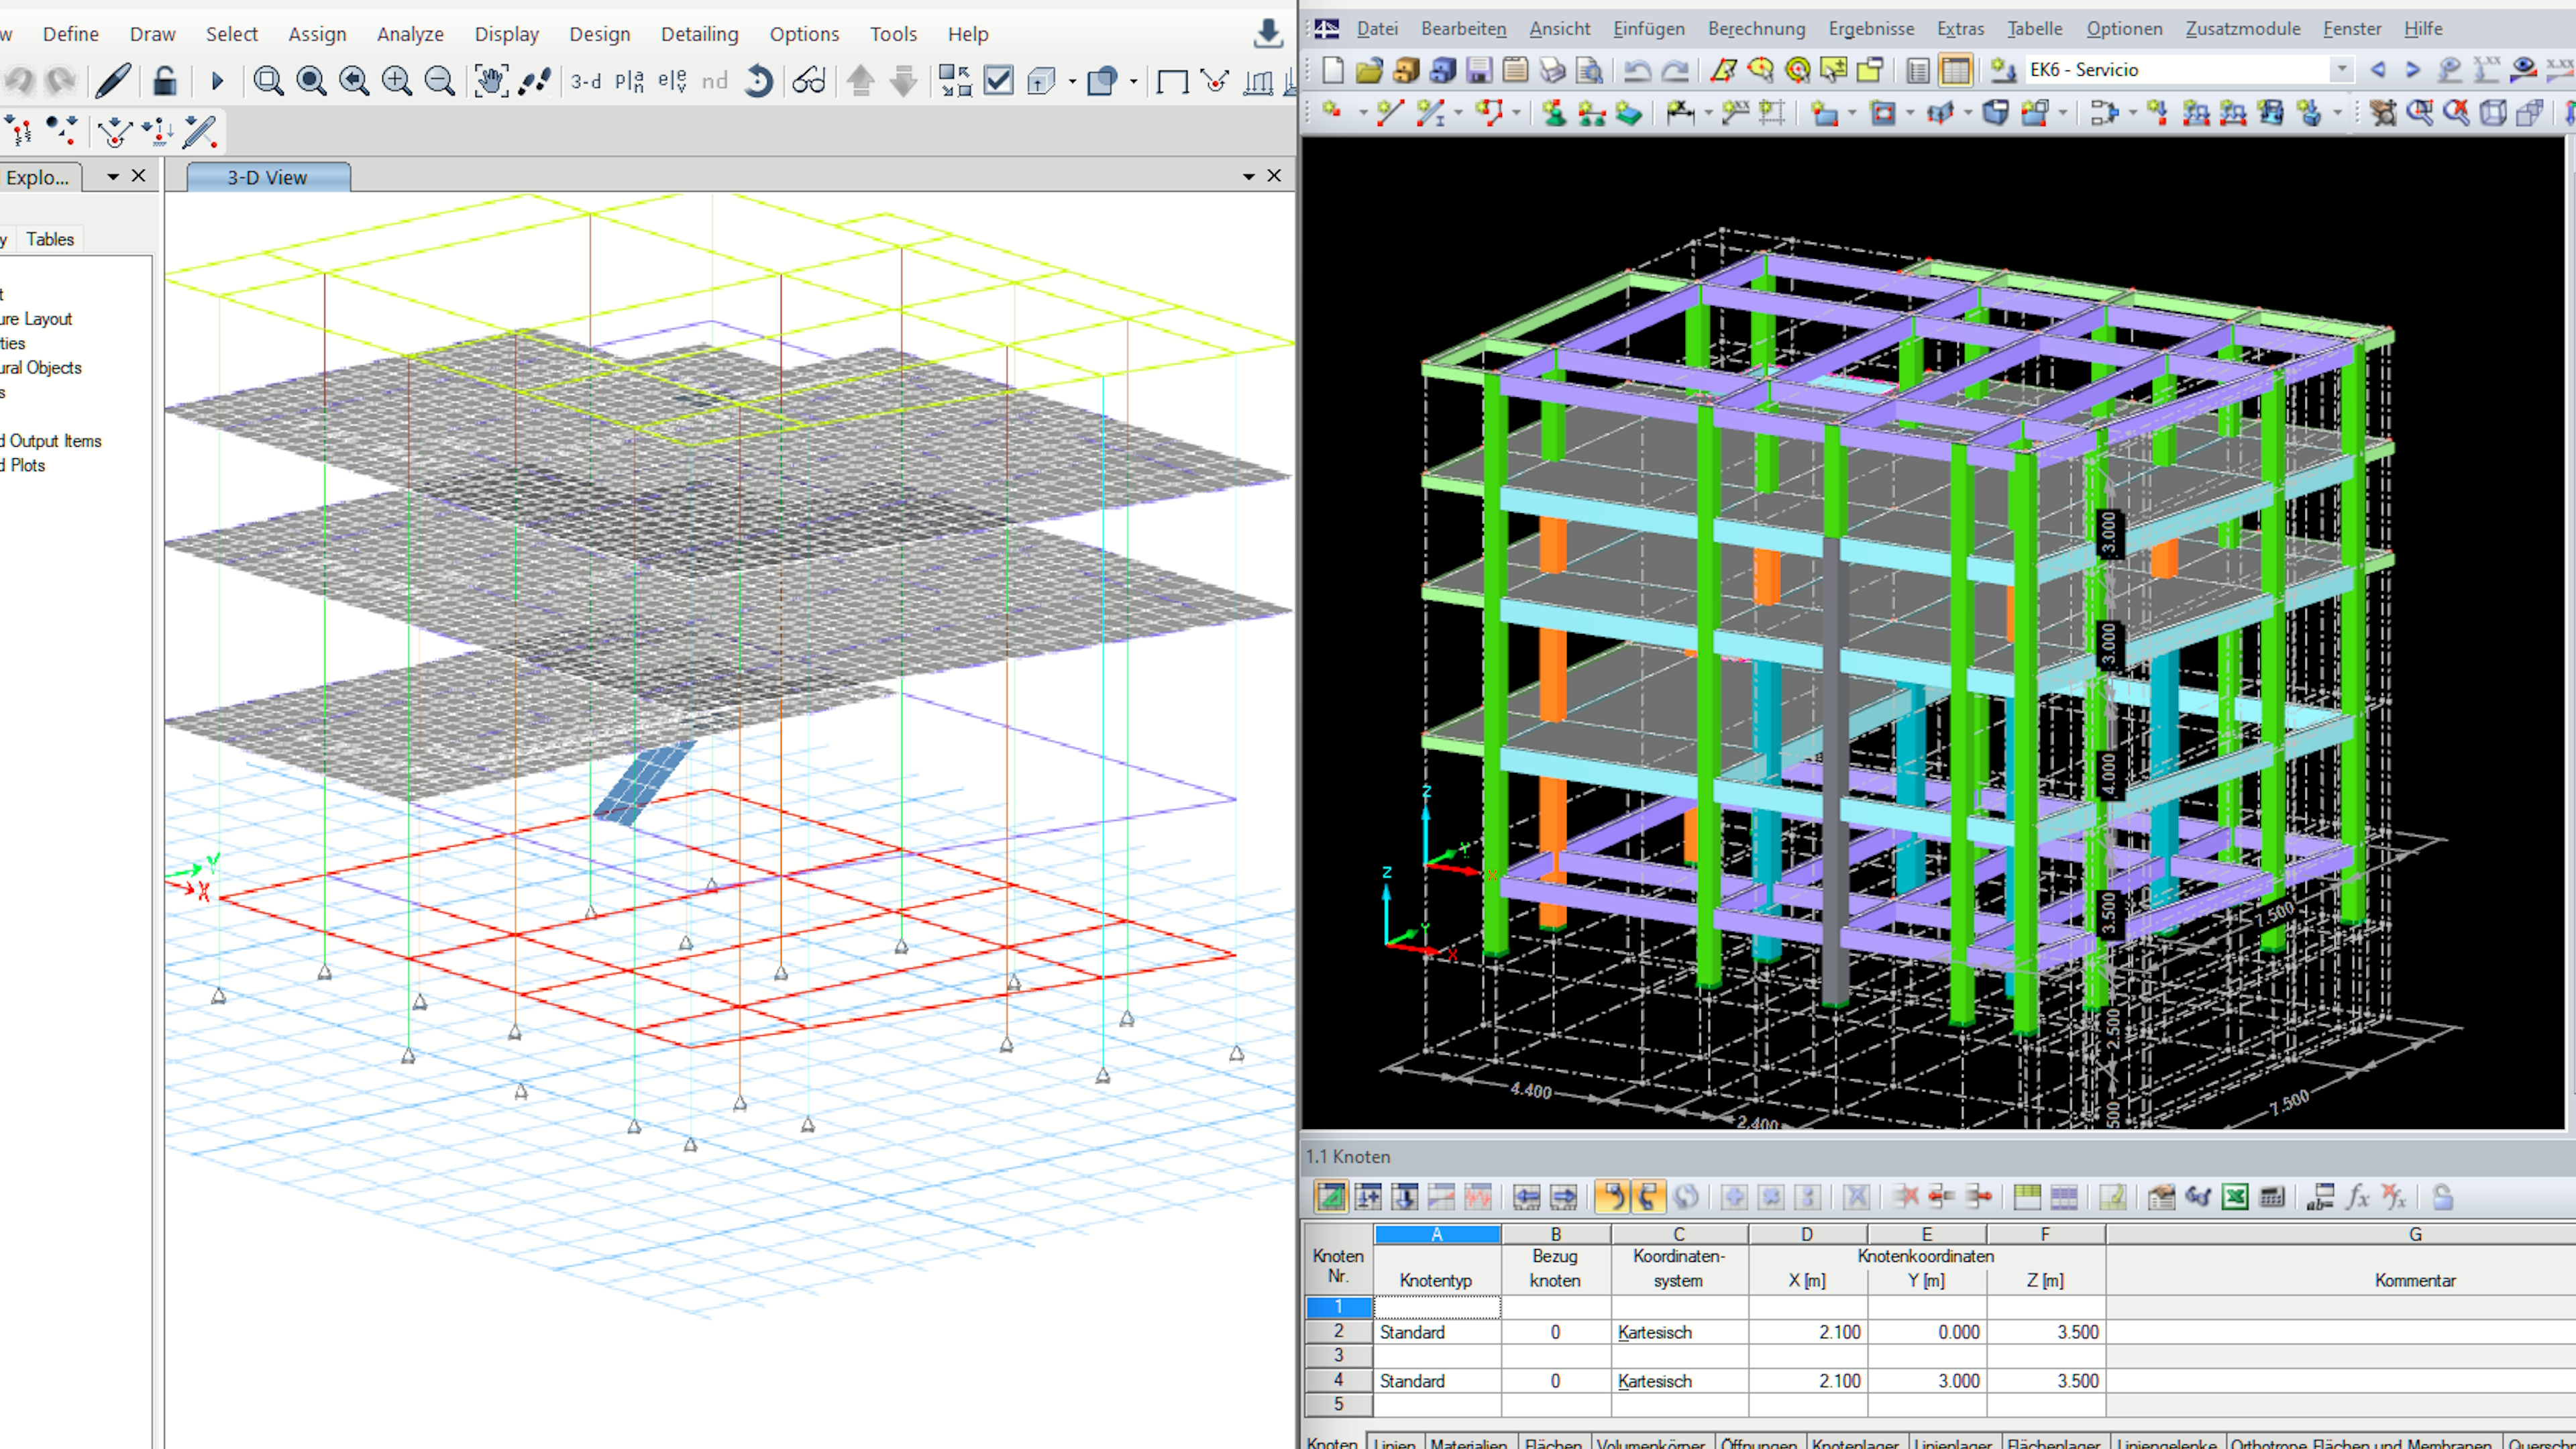 w Define Draw Select Assign Analyze Display Design Detailing Options Tools Help
3-d pla n ele v nd
Explo...
3-D View
y Tables
t
ure Layout
ties
ural Objects
s
d Output Items
d Plots
Y
X
Datei Bearbeiten Ansicht Einfügen Berechnung Ergebnisse Extras Tabelle Optionen Zusatzmodule Fenster Hilfe
EK6 - Servicio
3.000
3.000
4.000
3.500
2.500
500
7.500
7.500
4.400
2.400
Z
Y
X
Z
Y
X
1.1 Knoten
A B C D E F G
Knoten Bezug Koordinaten- Knotenkoordinaten
Nr. Knotentyp knoten system X [m] Y [m] Z [m] Kommentar
1
2 Standard 0 Kartesisch 2.100 0.000 3.500
3
4 Standard 0 Kartesisch 2.100 3.000 3.500
5
Knoten Linien Materialien Flächen Volumenkörper Öffnungen Knotenlager Linienlager Flächenlager Liniengelenke Orthotrope Flächen und Membranen Quersch